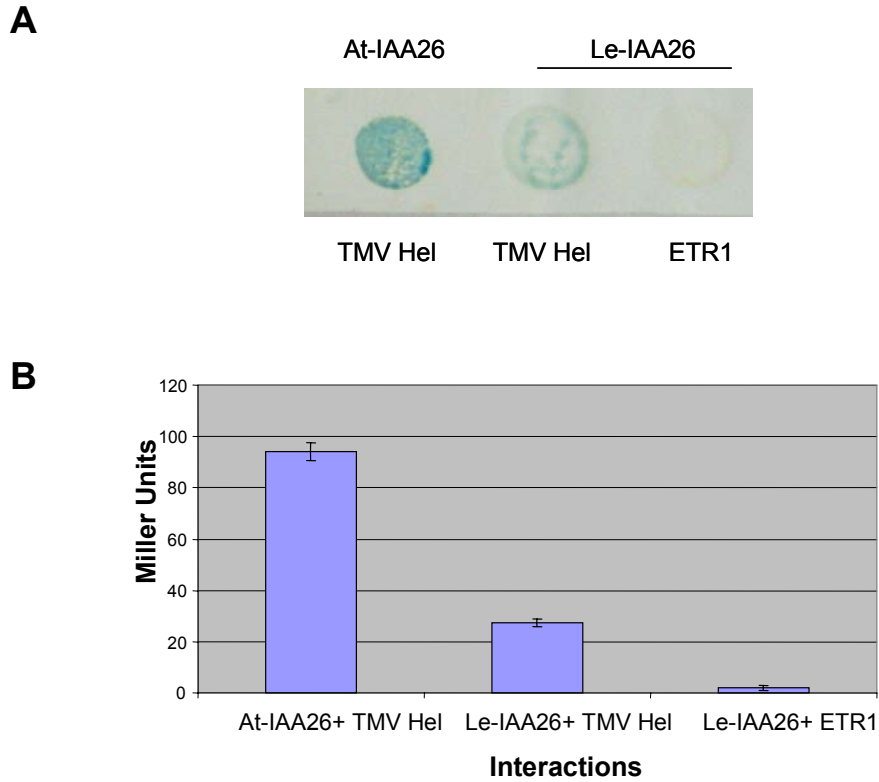 A
At-IAA26 Le-IAA26
TMV Hel TMV Hel ETR1
B
Miller Units
120
100
80
60
40
20
0
At-IAA26+ TMV Hel Le-IAA26+ TMV Hel Le-IAA26+ ETR1
Interactions